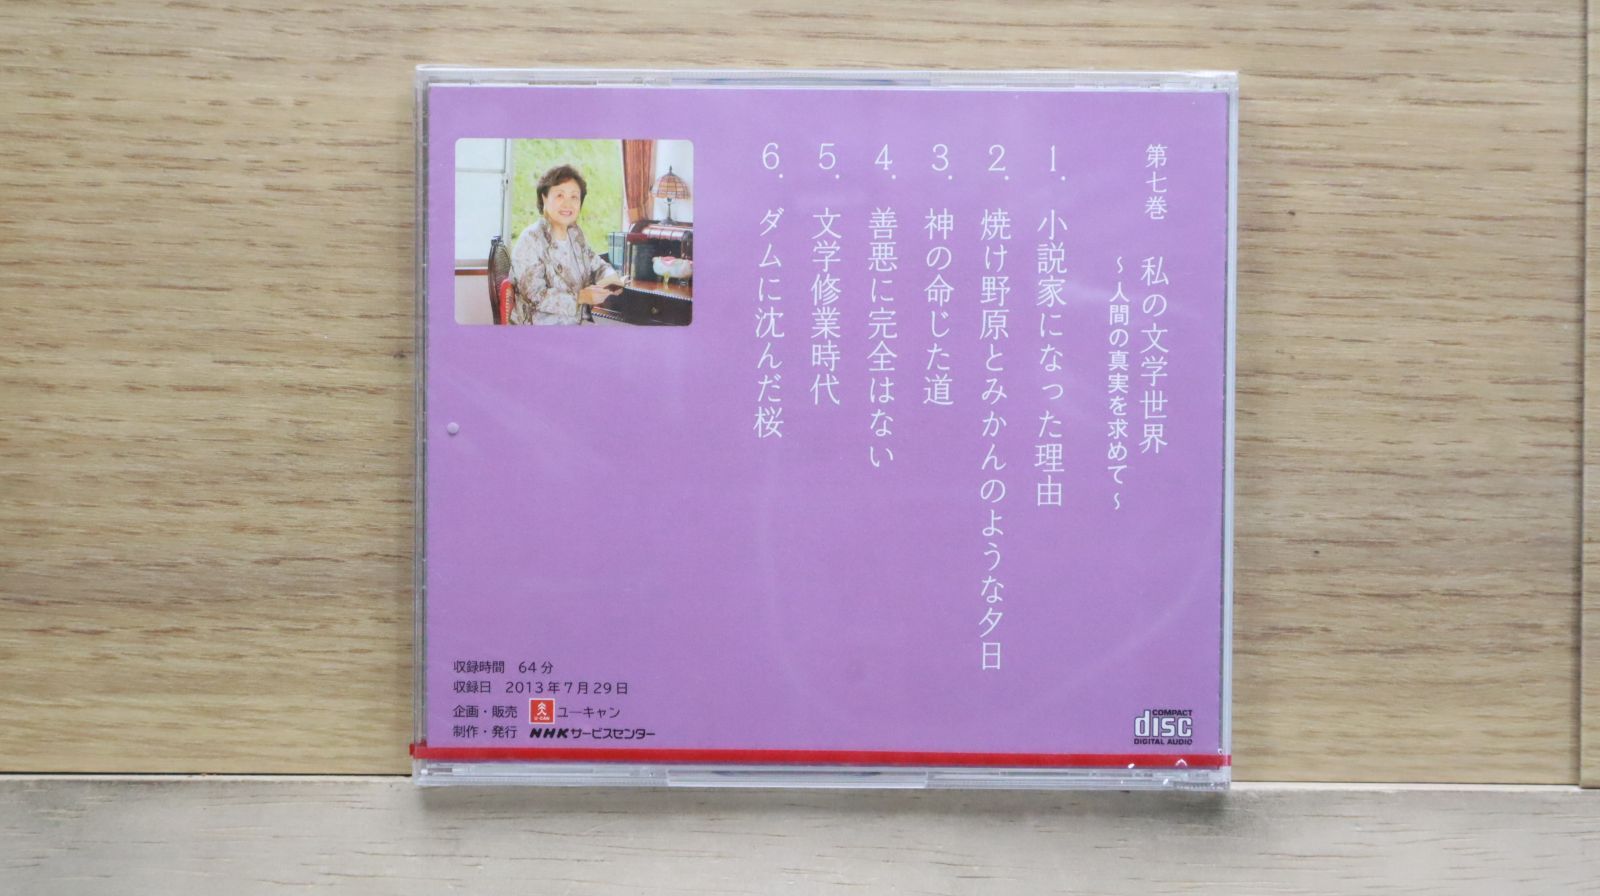 第七巻　私の文学世界
～人間の真実を求めて～
1.　小説家になった理由
2.　焼け野原とみかんのような夕日
3.　神の命じた道
4.　善悪に完全はない
5.　文学修業時代
6.　ダムに沈んだ桜
収録時間　64分
収録日　2013年7月29日
企画・販売　U-CAN ユーキャン
制作・発行　NHKサービスセンター
COMPACT
disc
DIGITAL AUDIO